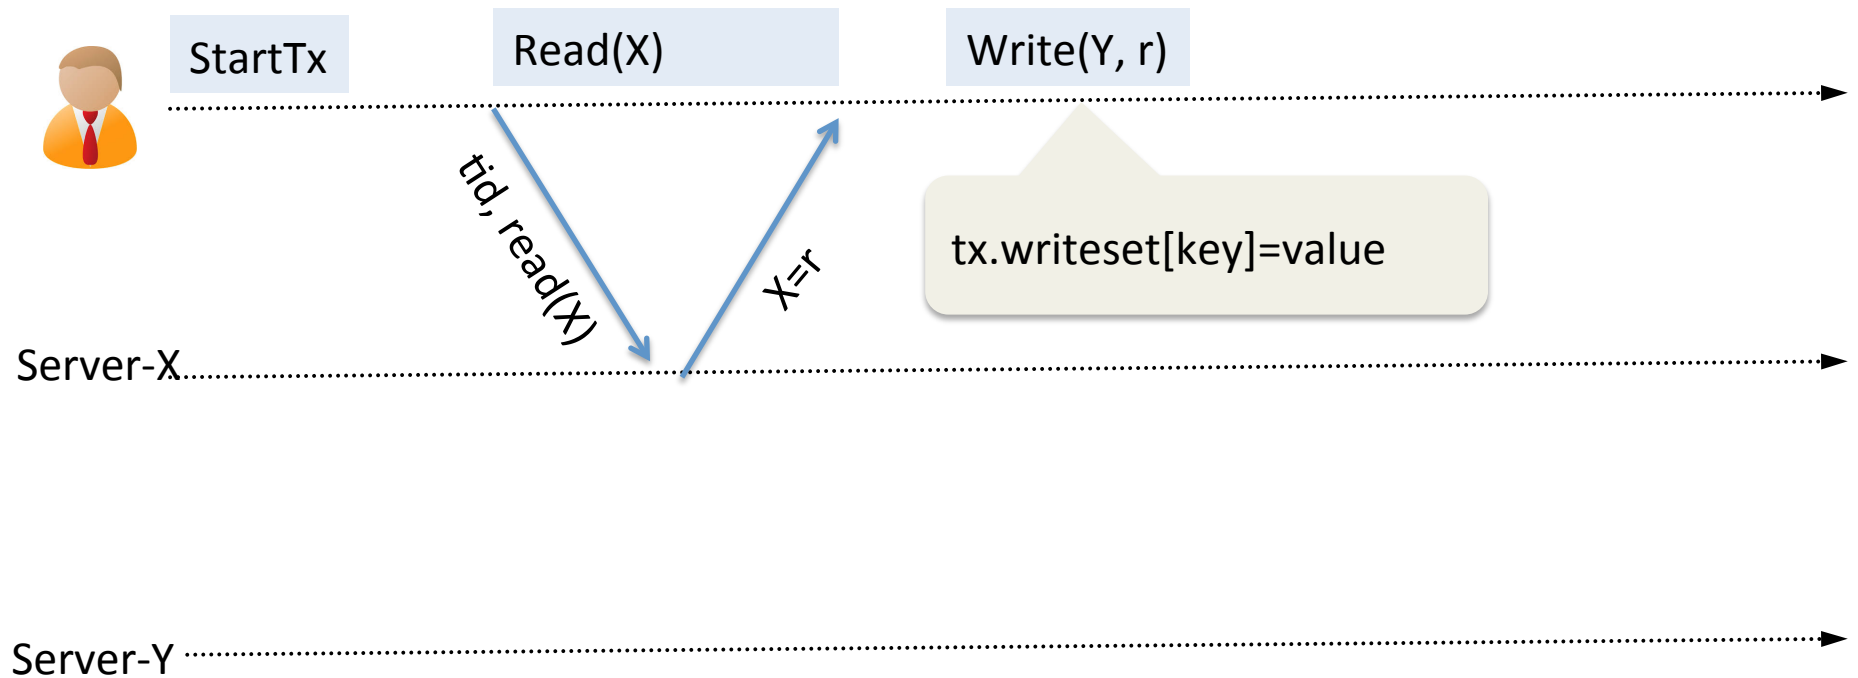 StartTx
Read(X)
Write(Y, r)
tid, read(X)
X=r
tx.writeset[key]=value
Server-X
Server-Y